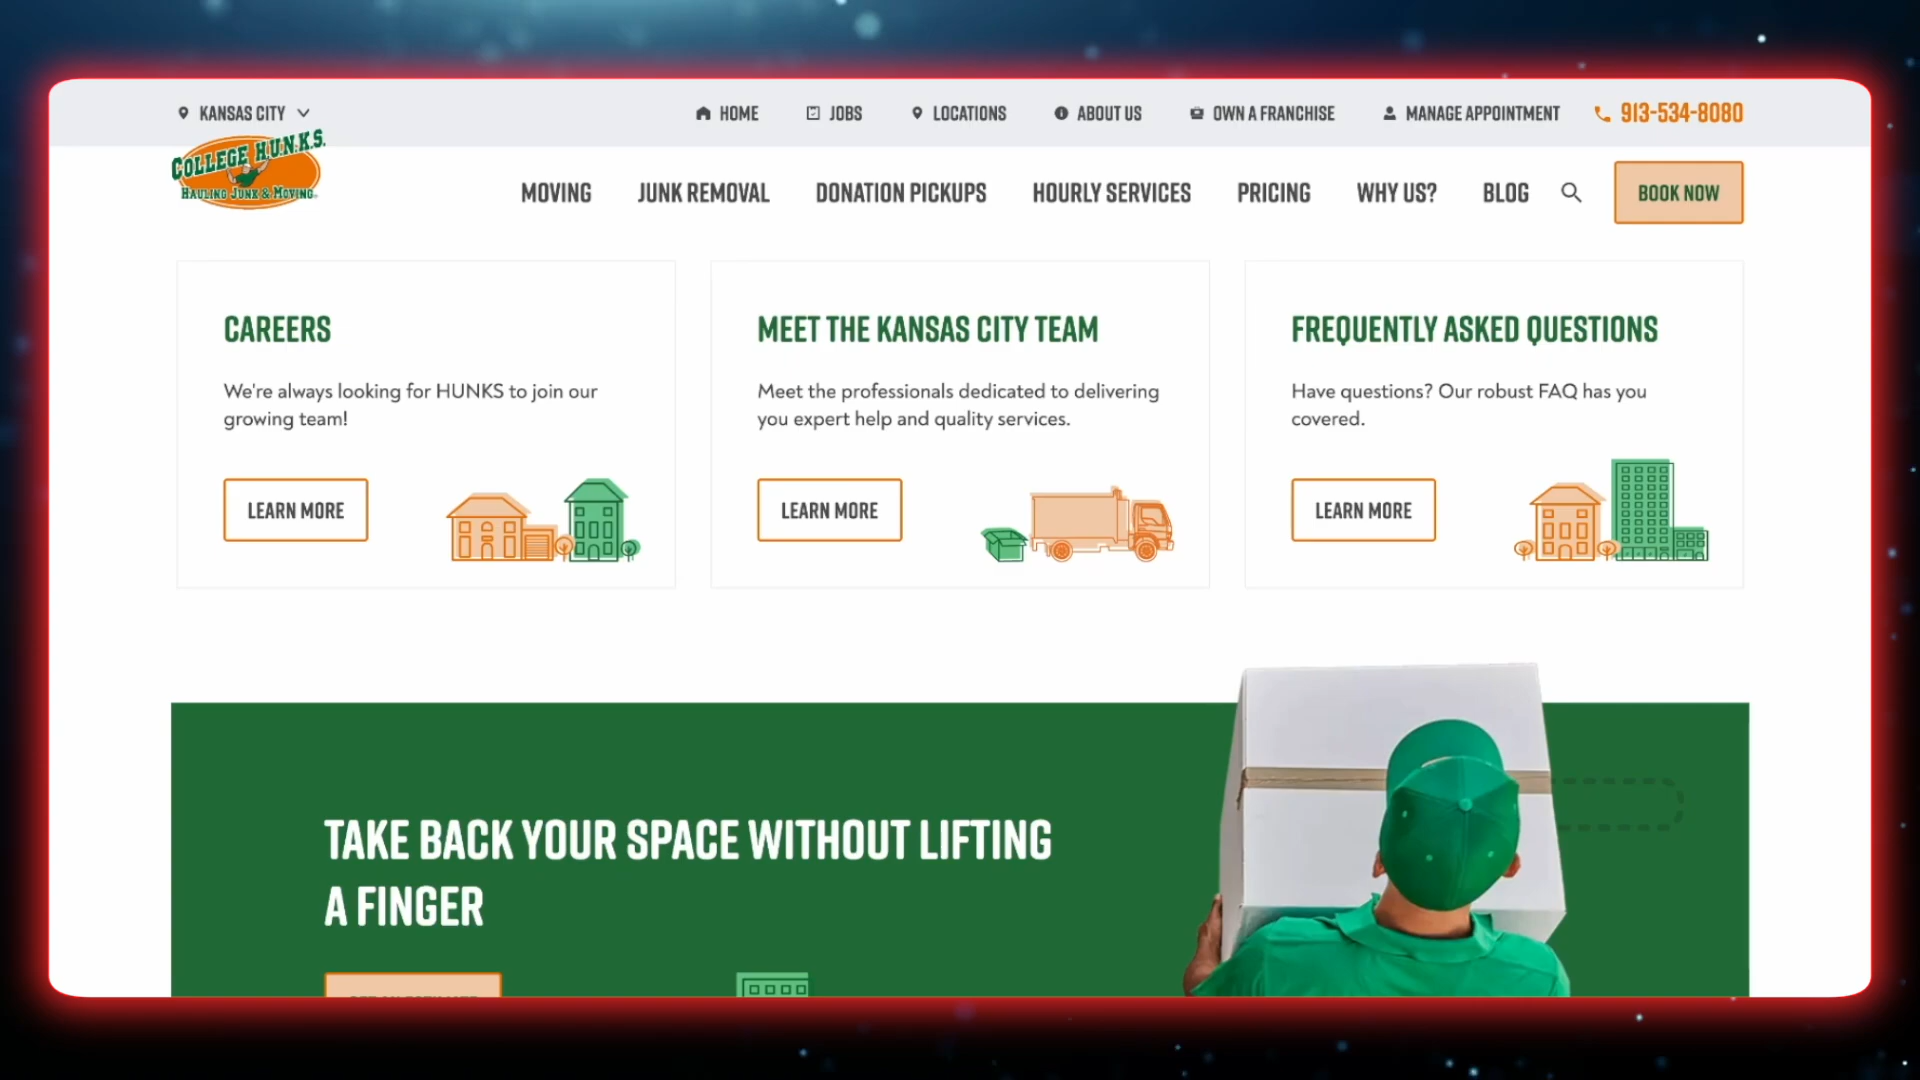 KANSAS CITY
HOME
JOBS
LOCATIONS
ABOUT US
OWN A FRANCHISE
MANAGE APPOINTMENT
913-534-8080
COLLEGE H.U.N.K.S.
HAULING JUNK & MOVING
MOVING
JUNK REMOVAL
DONATION PICKUPS
HOURLY SERVICES
PRICING
WHY US?
BLOG
BOOK NOW
CAREERS
We're always looking for HUNKS to join our
growing team!
LEARN MORE
MEET THE KANSAS CITY TEAM
Meet the professionals dedicated to delivering
you expert help and quality services.
LEARN MORE
FREQUENTLY ASKED QUESTIONS
Have questions? Our robust FAQ has you
covered.
LEARN MORE
TAKE BACK YOUR SPACE WITHOUT LIFTING
A FINGER